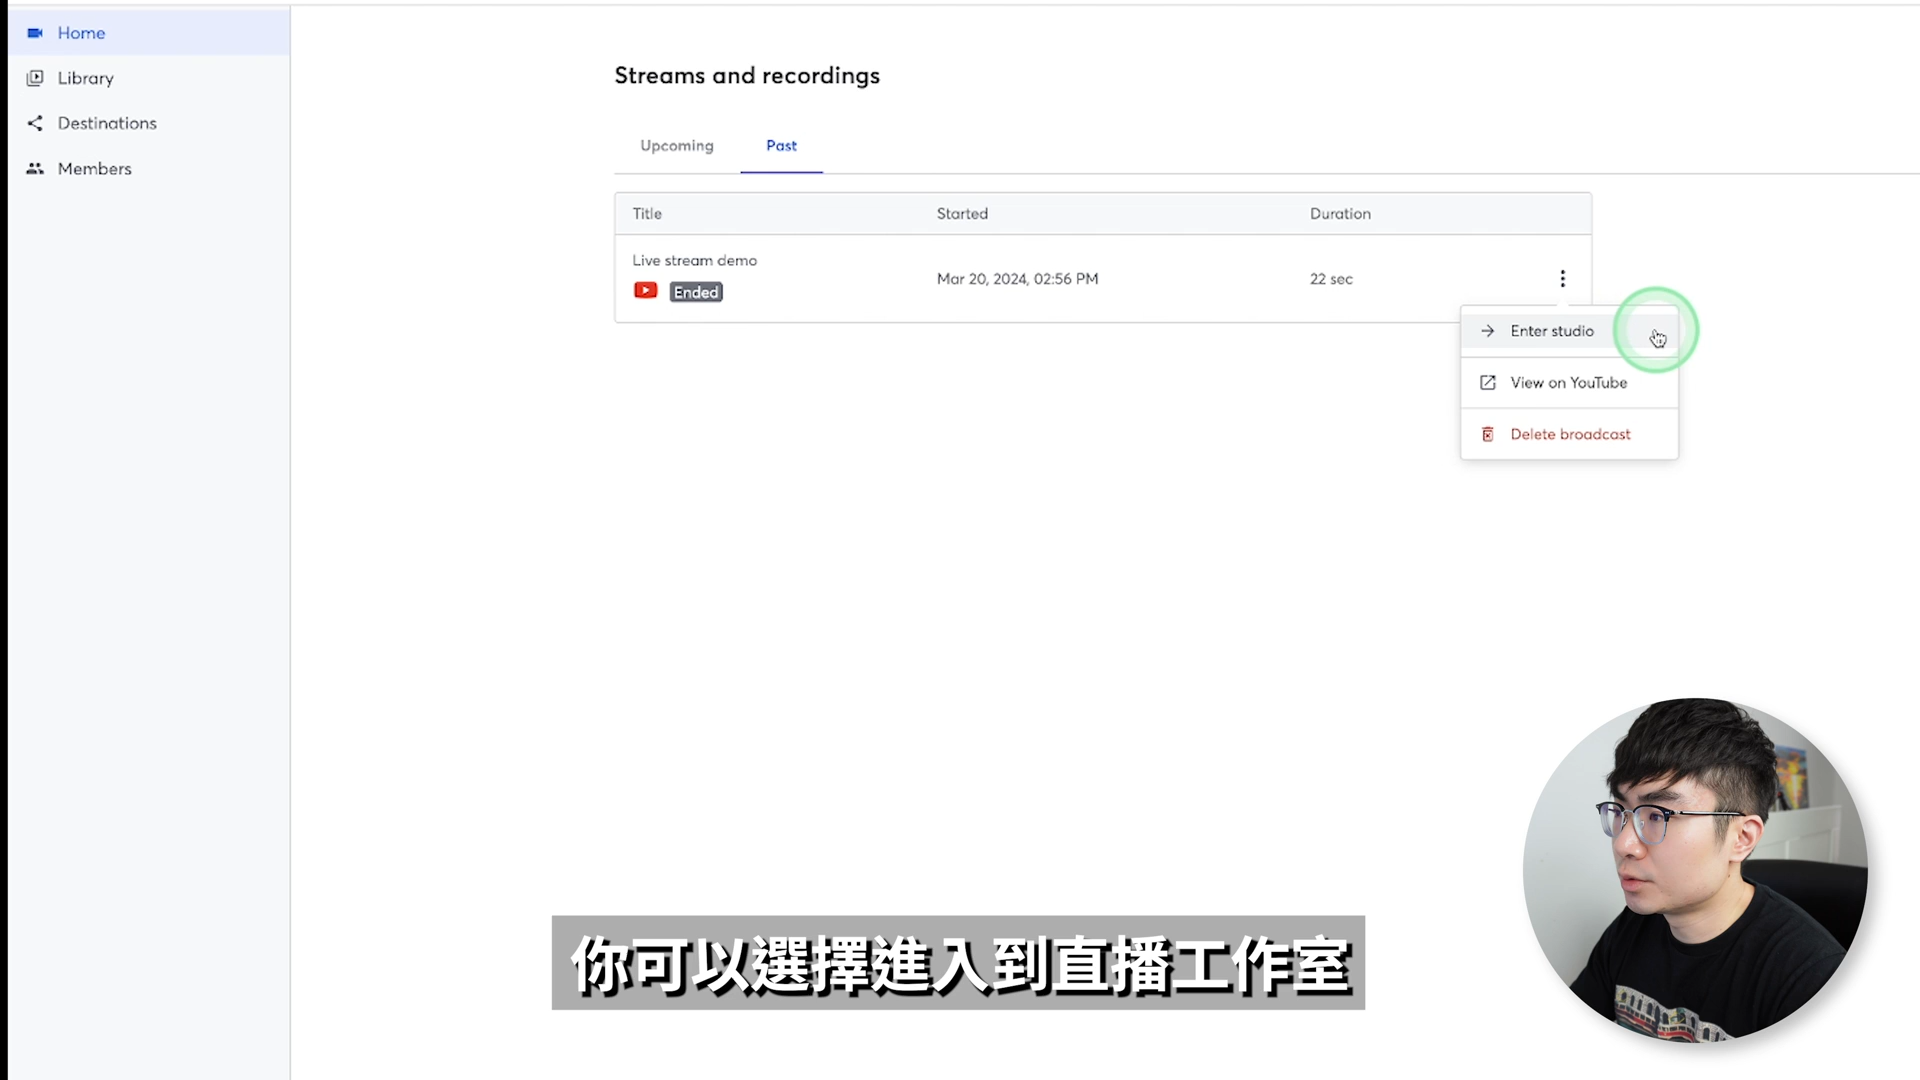 Home
Library
Destinations
Members
Streams and recordings
Upcoming Past
Title Started Duration
Live stream demo
Ended
Mar 20, 2024, 02:56 PM
22 sec
Enter studio
View on YouTube
Delete broadcast
你可以選擇進入到直播工作室